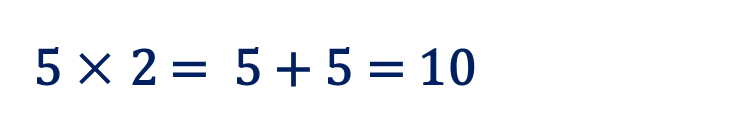 5 × 2 = 5 + 5 = 10